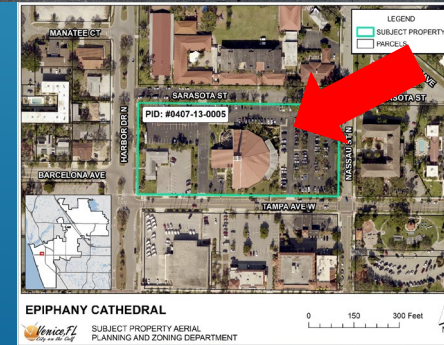 MANATEE CT
LEGEND
SUBJECT PROPERTY
PARCELS
AVE
SARASOTA ST
SOTA ST
PID: #0407-13-0005
HARBOR DR N
NASSAU ST N
BARCELONA AVE
TAMPA AVE W
EPIPHANY CATHEDRAL
Venice, FL
City on the Gulf
SUBJECT PROPERTY AERIAL
PLANNING AND ZONING DEPARTMENT
0 150 300 Feet